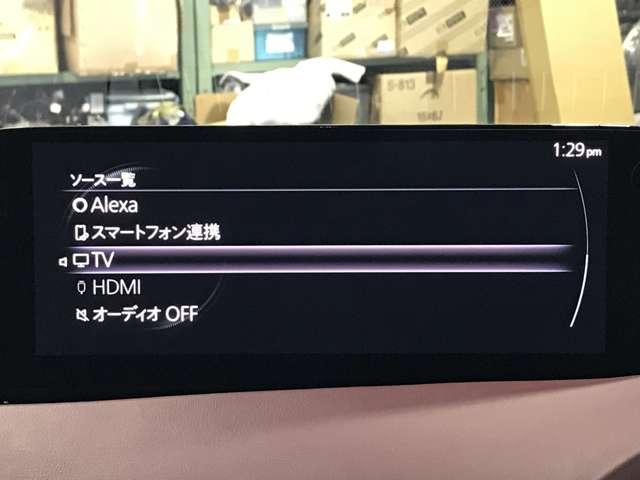 S-813
1:29 pm
ソース一覧
Alexa
スマートフォン連携
TV
HDMI
オーディオ OFF